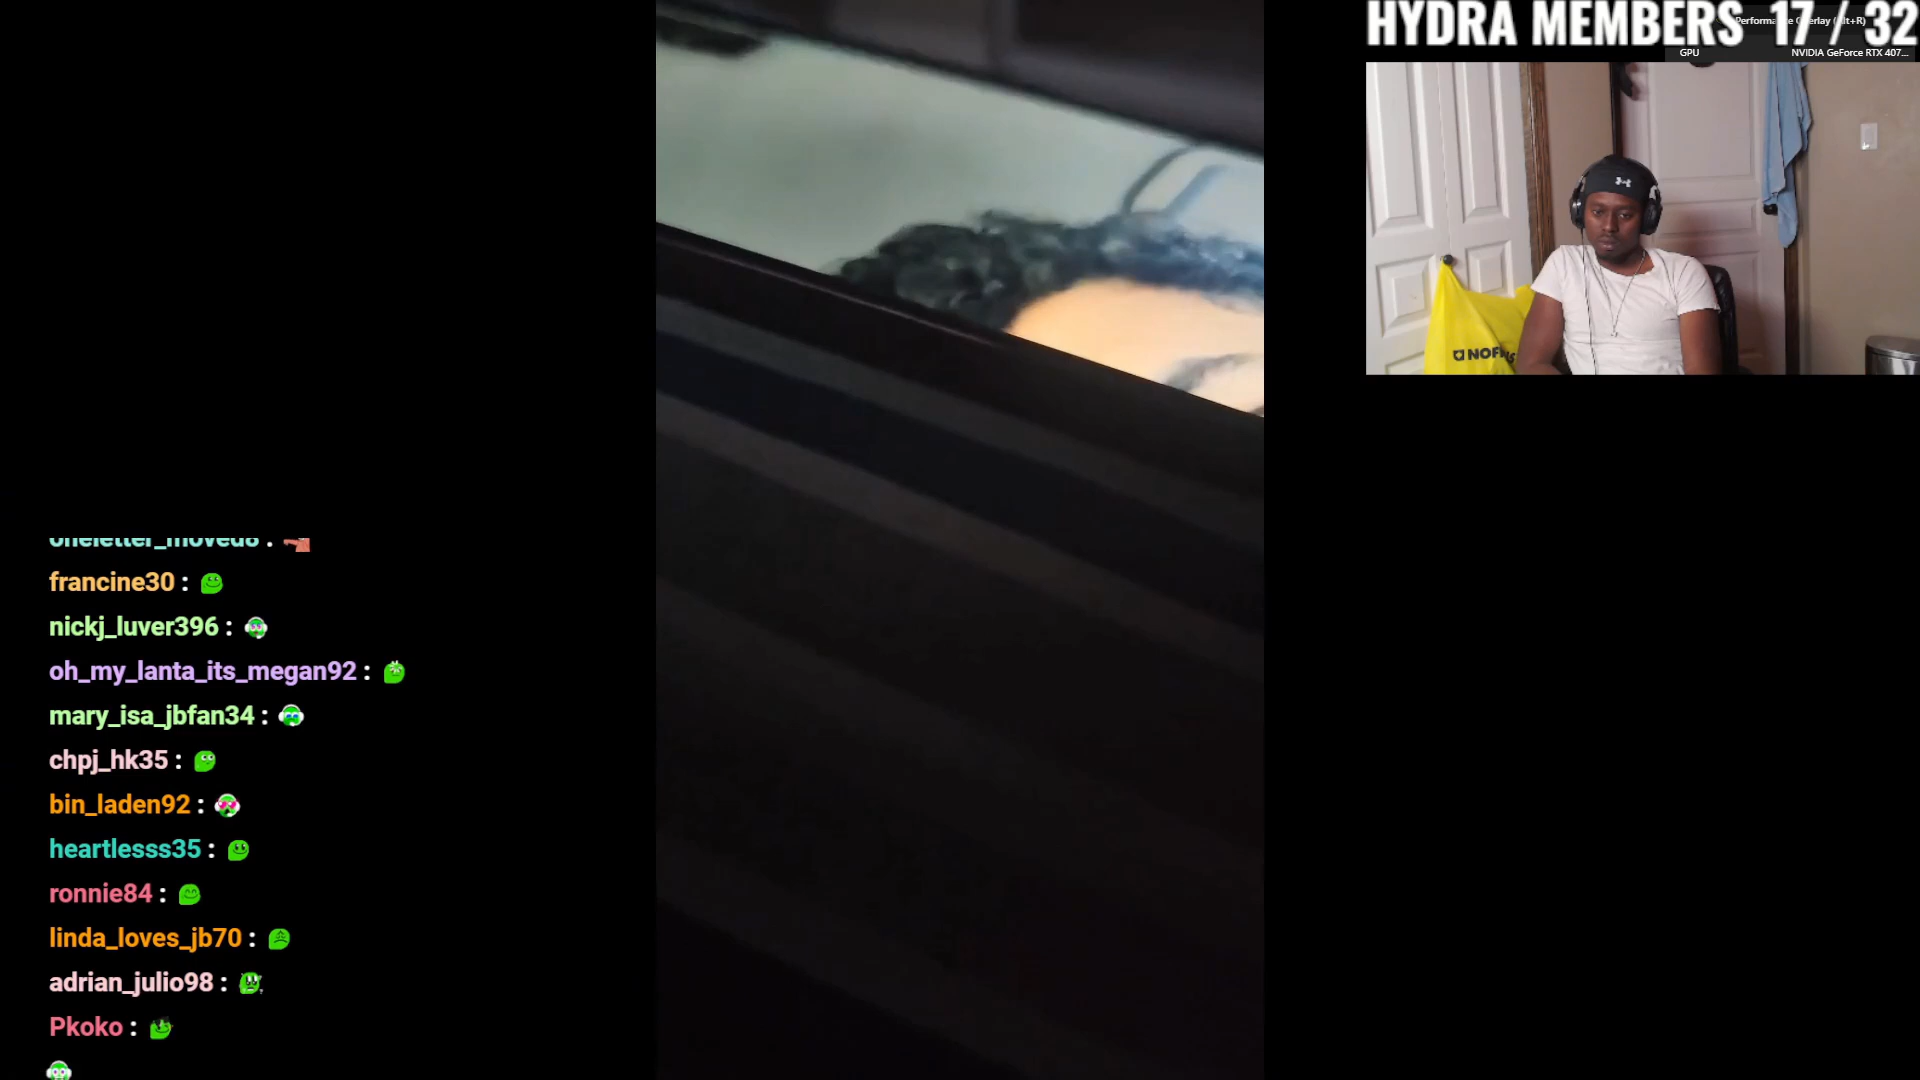 HYDRA MEMBERS 17 / 32
GPU
NVIDIA GeForce RTX 407...
oneletter_moved8 :
francine30 :
nickj_luver396 :
oh_my_lanta_its_megan92 :
mary_isa_jbfan34 :
chpj_hk35 :
bin_laden92 :
heartlesss35 :
ronnie84 :
linda_loves_jb70 :
adrian_julio98 :
Pkoko :